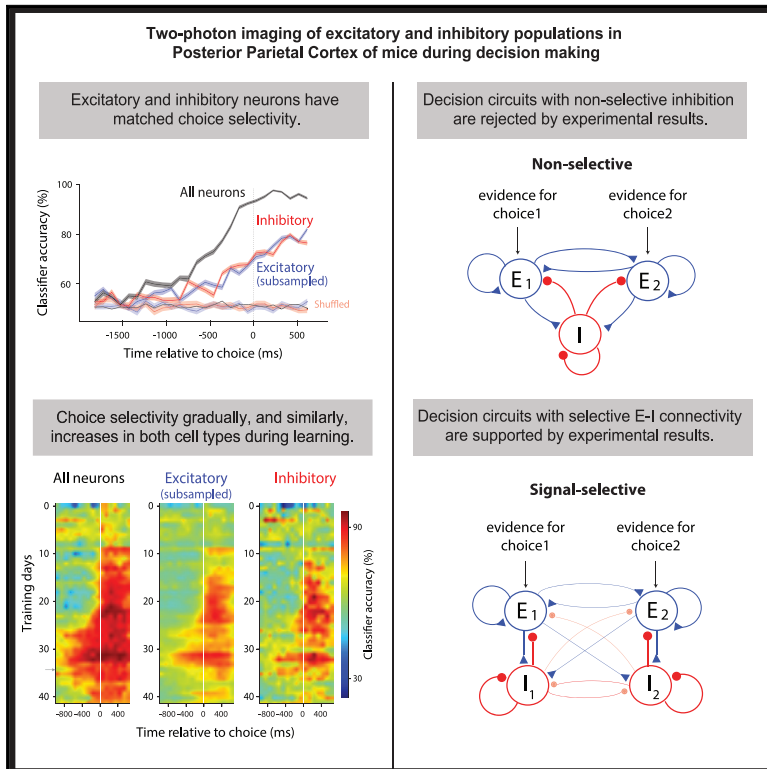 Two-photon imaging of excitatory and inhibitory populations in
Posterior Parietal Cortex of mice during decision making
Excitatory and inhibitory neurons have
matched choice selectivity.
100
80
60
Classifier accuracy (%)
All neurons
Inhibitory
Excitatory
(subsampled)
Shuffled
-1500 -1000 -500 0 500
Time relative to choice (ms)
Choice selectivity gradually, and similarly,
increases in both cell types during learning.
All neurons Excitatory Inhibitory
(subsampled)
0
10
20
30
40
Training days
90
30
Classifier accuracy (%)
-800 -400 0 400 -800 -400 0 400 -800 -400 0 400
Time relative to choice (ms)
Decision circuits with non-selective inhibition
are rejected by experimental results.
Non-selective
evidence for evidence for
choice1 choice2
E1 E2
I
Decision circuits with selective E-I connectivity
are supported by experimental results.
Signal-selective
evidence for evidence for
choice1 choice2
E1 E2
I1 I2